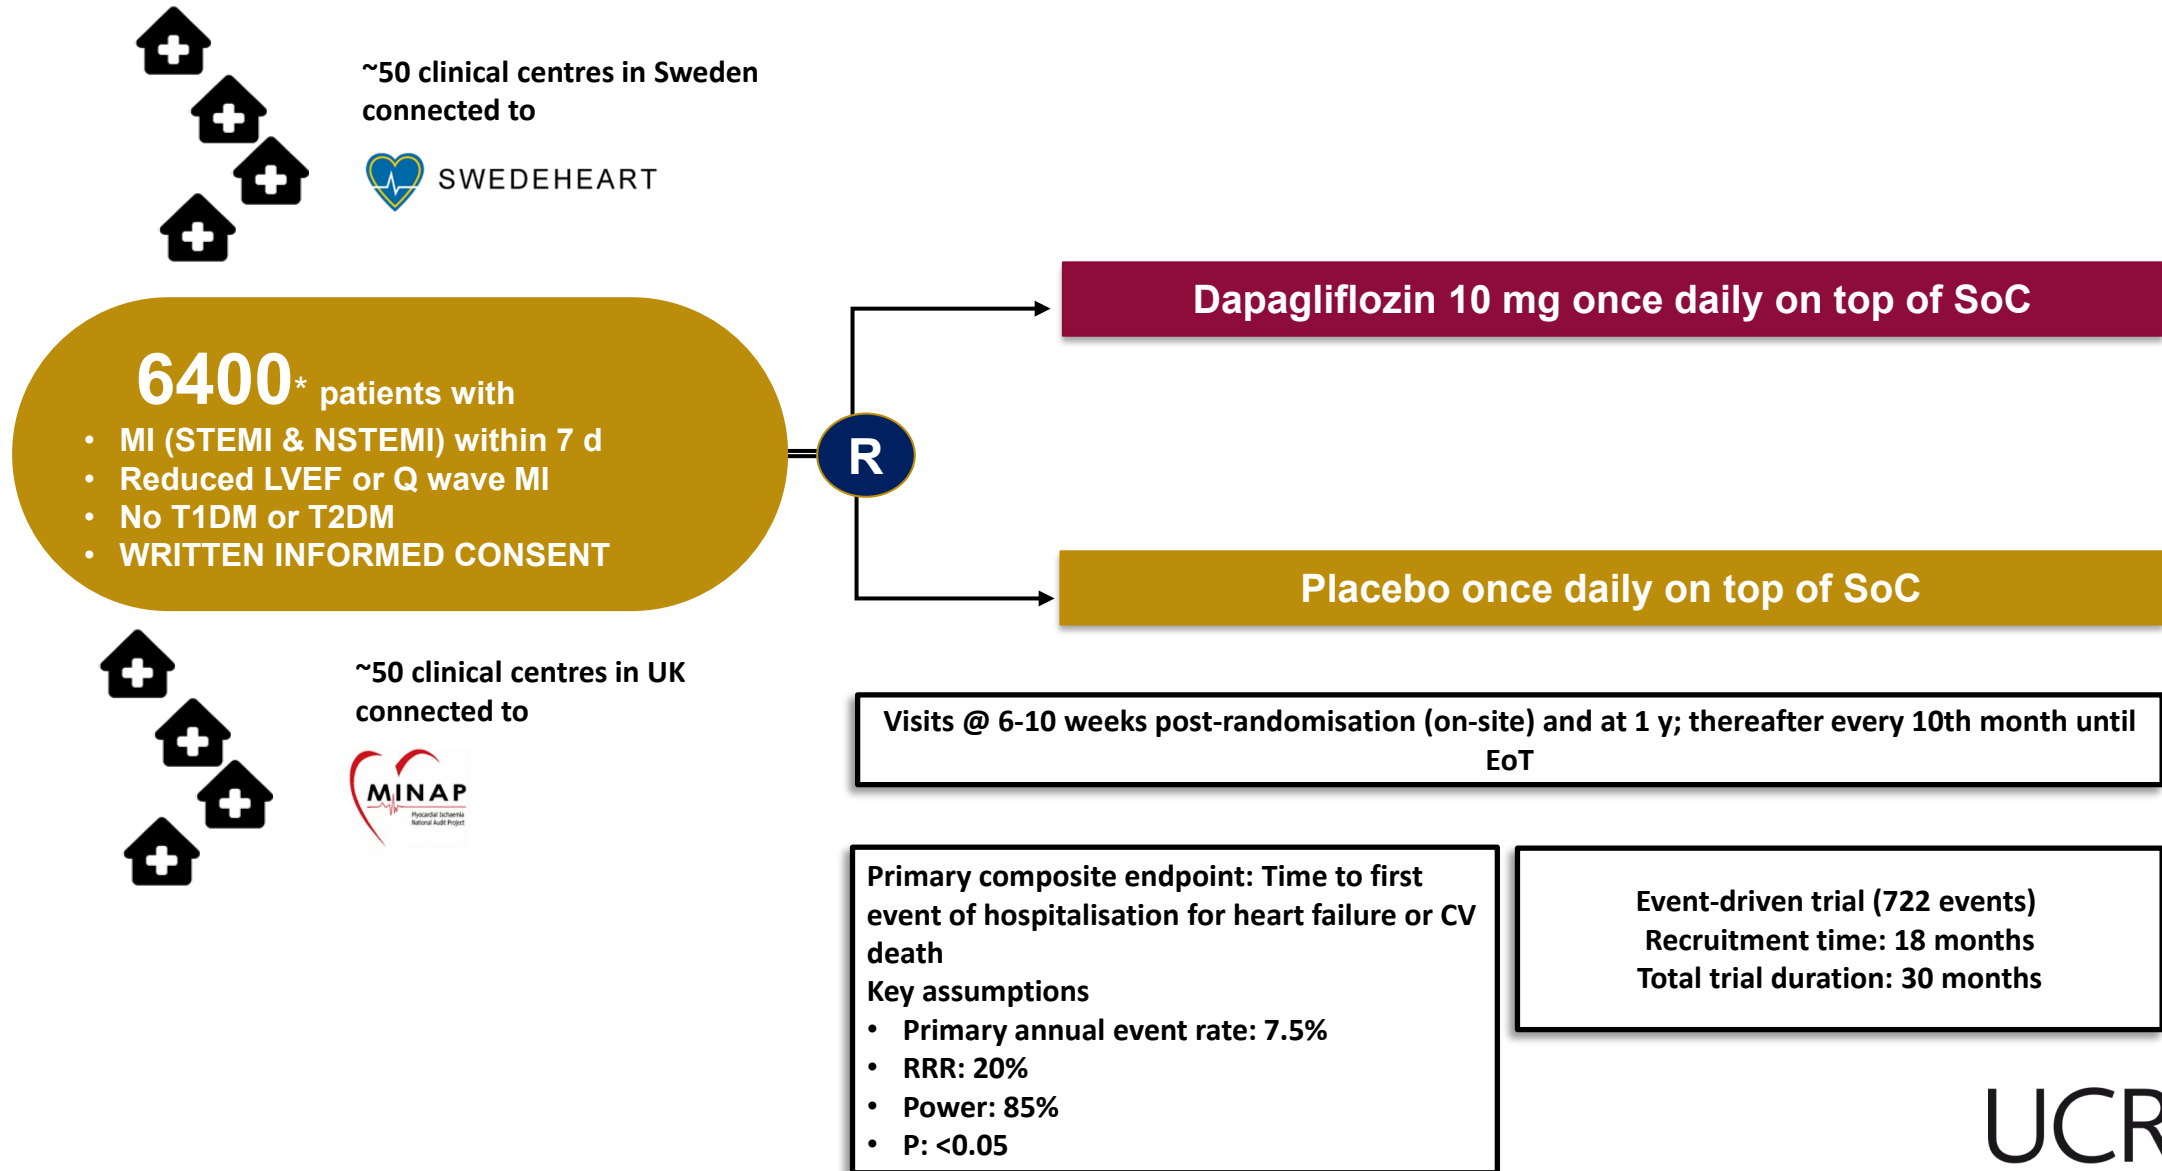 ~50 clinical centres in Sweden
connected to
SWEDEHEART
6400* patients with
• MI (STEMI & NSTEMI) within 7 d
• Reduced LVEF or Q wave MI
• No T1DM or T2DM
• WRITTEN INFORMED CONSENT
R
Dapagliflozin 10 mg once daily on top of SoC
Placebo once daily on top of SoC
~50 clinical centres in UK
connected to
MINAP
Myocardial Ischaemia
National Audit Project
Visits @ 6-10 weeks post-randomisation (on-site) and at 1 y; thereafter every 10th month until
EoT
Primary composite endpoint: Time to first
event of hospitalisation for heart failure or CV
death
Key assumptions
• Primary annual event rate: 7.5%
• RRR: 20%
• Power: 85%
• P: <0.05
Event-driven trial (722 events)
Recruitment time: 18 months
Total trial duration: 30 months
UCR